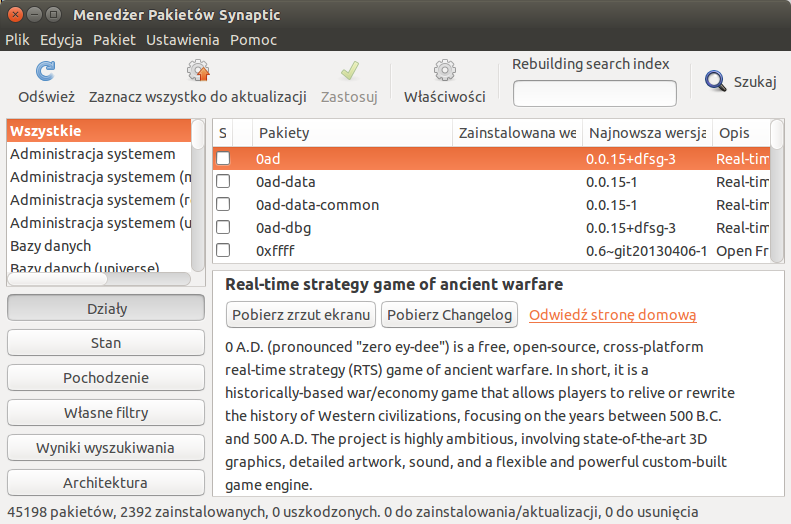 Menedżer Pakietów Synaptic
Plik Edycja Pakiet Ustawienia Pomoc
Rebuilding search index
Odśwież Zaznacz wszystko do aktualizacji Zastosuj Właściwości Szukaj
Wszystkie
Administracja systemem
Administracja systemem (m
Administracja systemem (re
Administracja systemem (u
Bazy danych
Bazy danych (universe)
S Pakiety Zainstalowana we Najnowsza wersja Opis
0ad 0.0.15+dfsg-3 Real-tim
0ad-data 0.0.15-1 Real-tim
0ad-data-common 0.0.15-1 Real-tim
0ad-dbg 0.0.15+dfsg-3 Real-tim
0xffff 0.6~git20130406-1 Open Fr
Działy
Stan
Pochodzenie
Własne filtry
Wyniki wyszukiwania
Architektura
Real-time strategy game of ancient warfare
Pobierz zrzut ekranu Pobierz Changelog Odwiedź stronę domową
0 A.D. (pronounced "zero ey-dee") is a free, open-source, cross-platform
real-time strategy (RTS) game of ancient warfare. In short, it is a
historically-based war/economy game that allows players to relive or rewrite
the history of Western civilizations, focusing on the years between 500 B.C.
and 500 A.D. The project is highly ambitious, involving state-of-the-art 3D
graphics, detailed artwork, sound, and a flexible and powerful custom-built
game engine.
45198 pakietów, 2392 zainstalowanych, 0 uszkodzonych. 0 do zainstalowania/aktualizacji, 0 do usunięcia